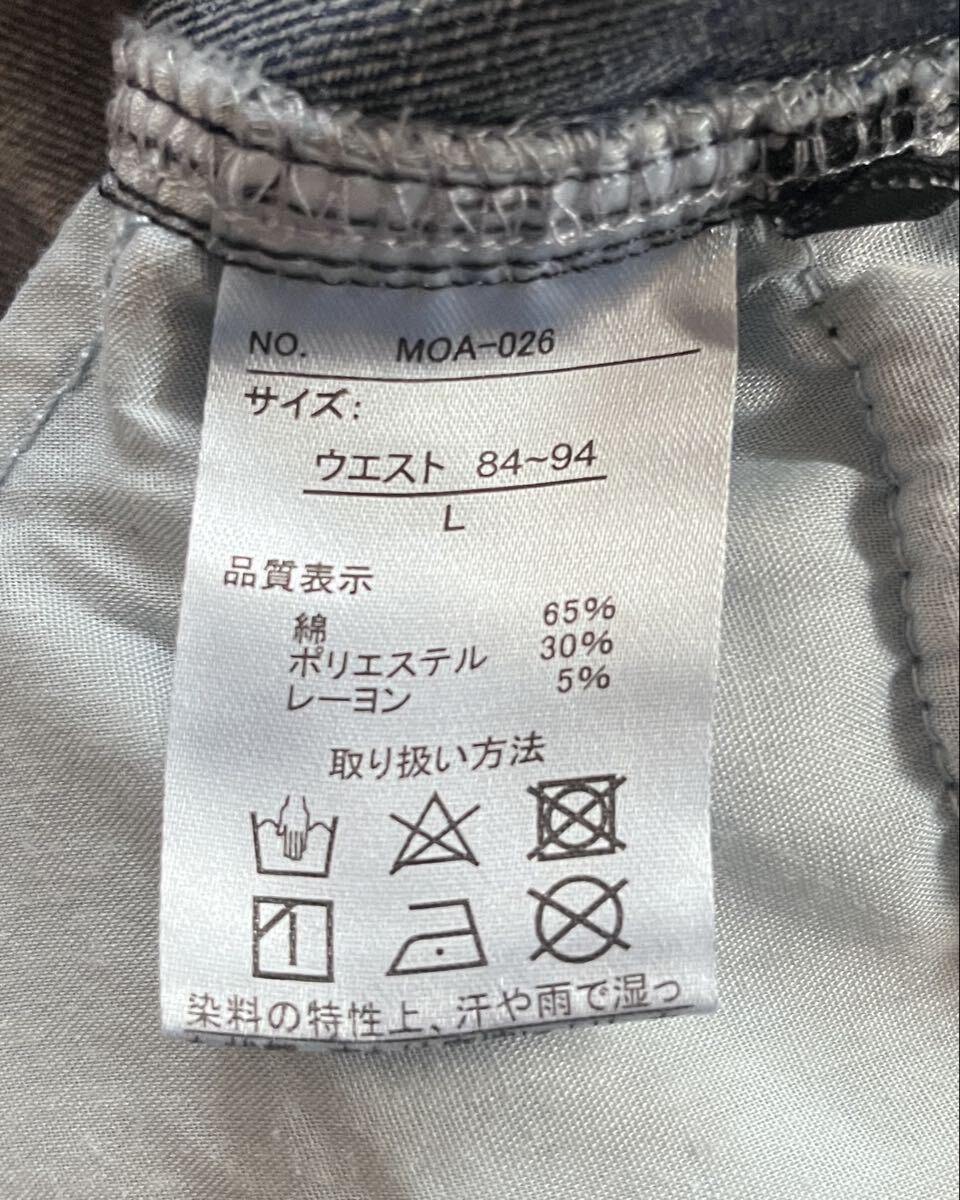 NO. MOA-026
サイズ:
ウエスト 84~94
L
品質表示
綿 65%
ポリエステル 30%
レーヨン 5%
取り扱い方法
染料の特性上、汗や雨で湿っ